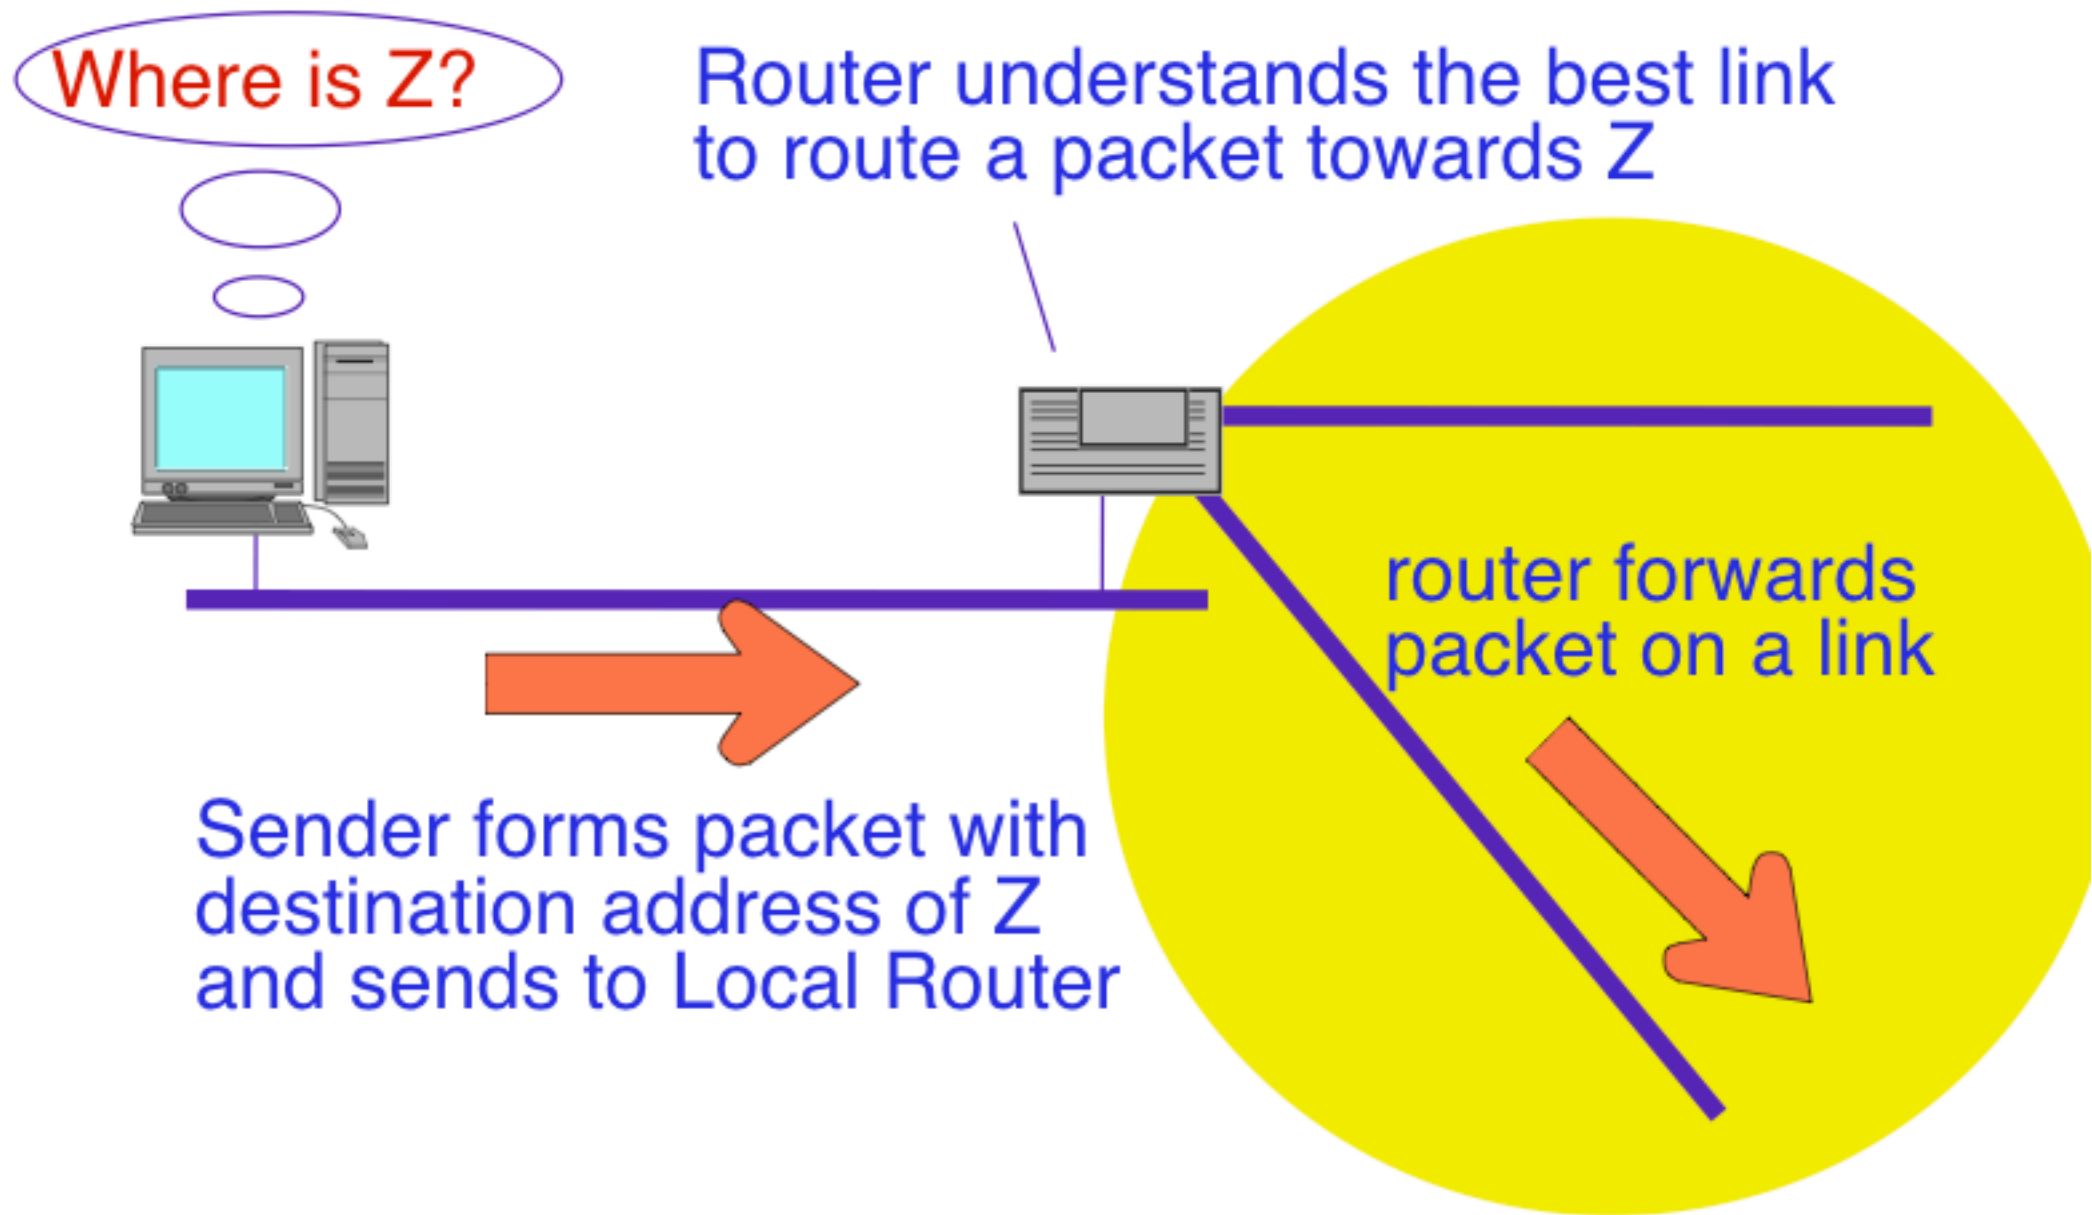 Where is Z?
Router understands the best link
to route a packet towards Z
router forwards
packet on a link
Sender forms packet with
destination address of Z
and sends to Local Router